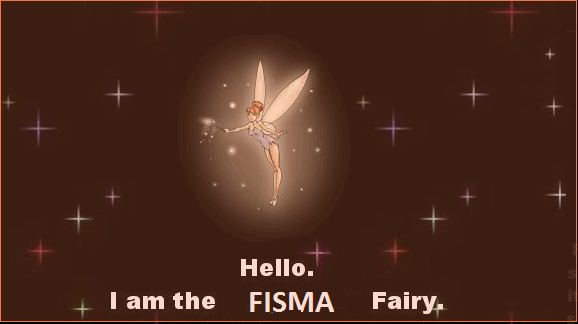 Hello.
I am the FISMA Fairy.